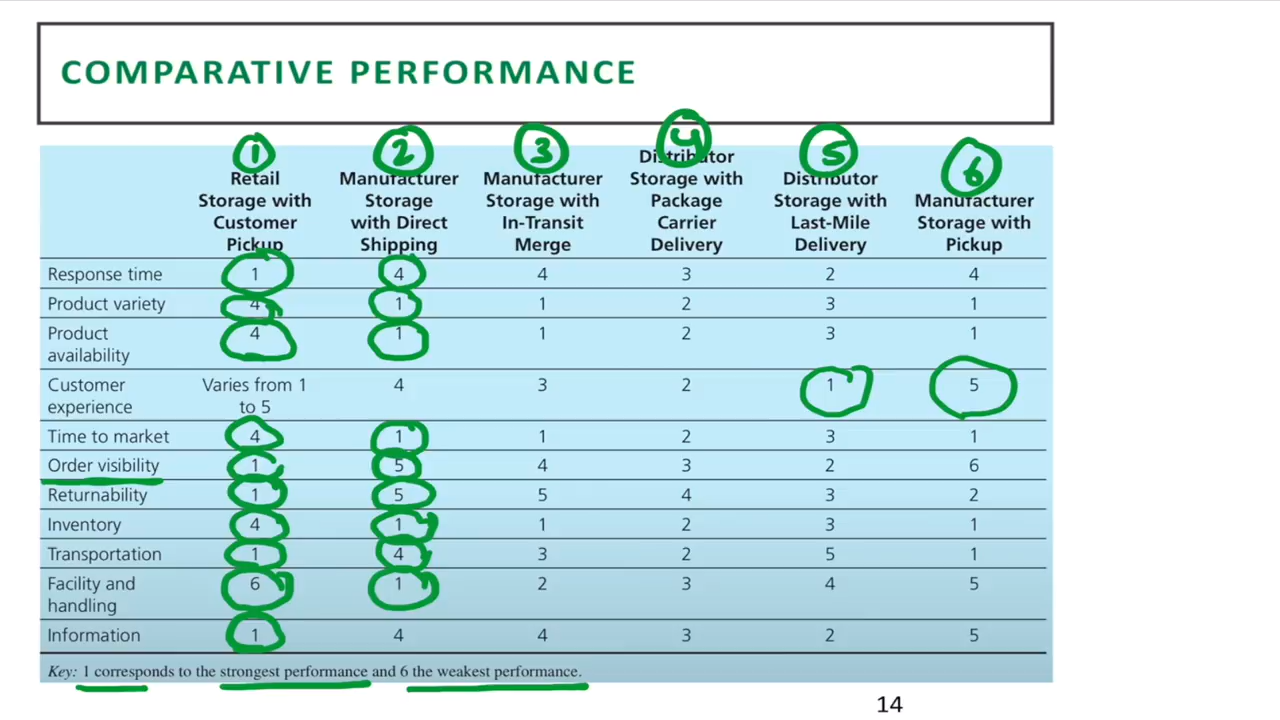 COMPARATIVE PERFORMANCE
1 2 3 4 5 6
Retail Storage with Customer Pickup
Manufacturer Storage with Direct Shipping
Manufacturer Storage with In-Transit Merge
Distributor Storage with Package Carrier Delivery
Distributor Storage with Last-Mile Delivery
Manufacturer Storage with Pickup
Response time 1 4 4 3 2 4
Product variety 4 1 1 2 3 1
Product availability 4 1 1 2 3 1
Customer experience Varies from 1 to 5 4 3 2 1 5
Time to market 4 1 1 2 3 1
Order visibility 1 5 4 3 2 6
Returnability 1 5 5 4 3 2
Inventory 4 1 1 2 3 1
Transportation 1 4 3 2 5 1
Facility and handling 6 1 2 3 4 5
Information 1 4 4 3 2 5
Key: 1 corresponds to the strongest performance and 6 the weakest performance.
14